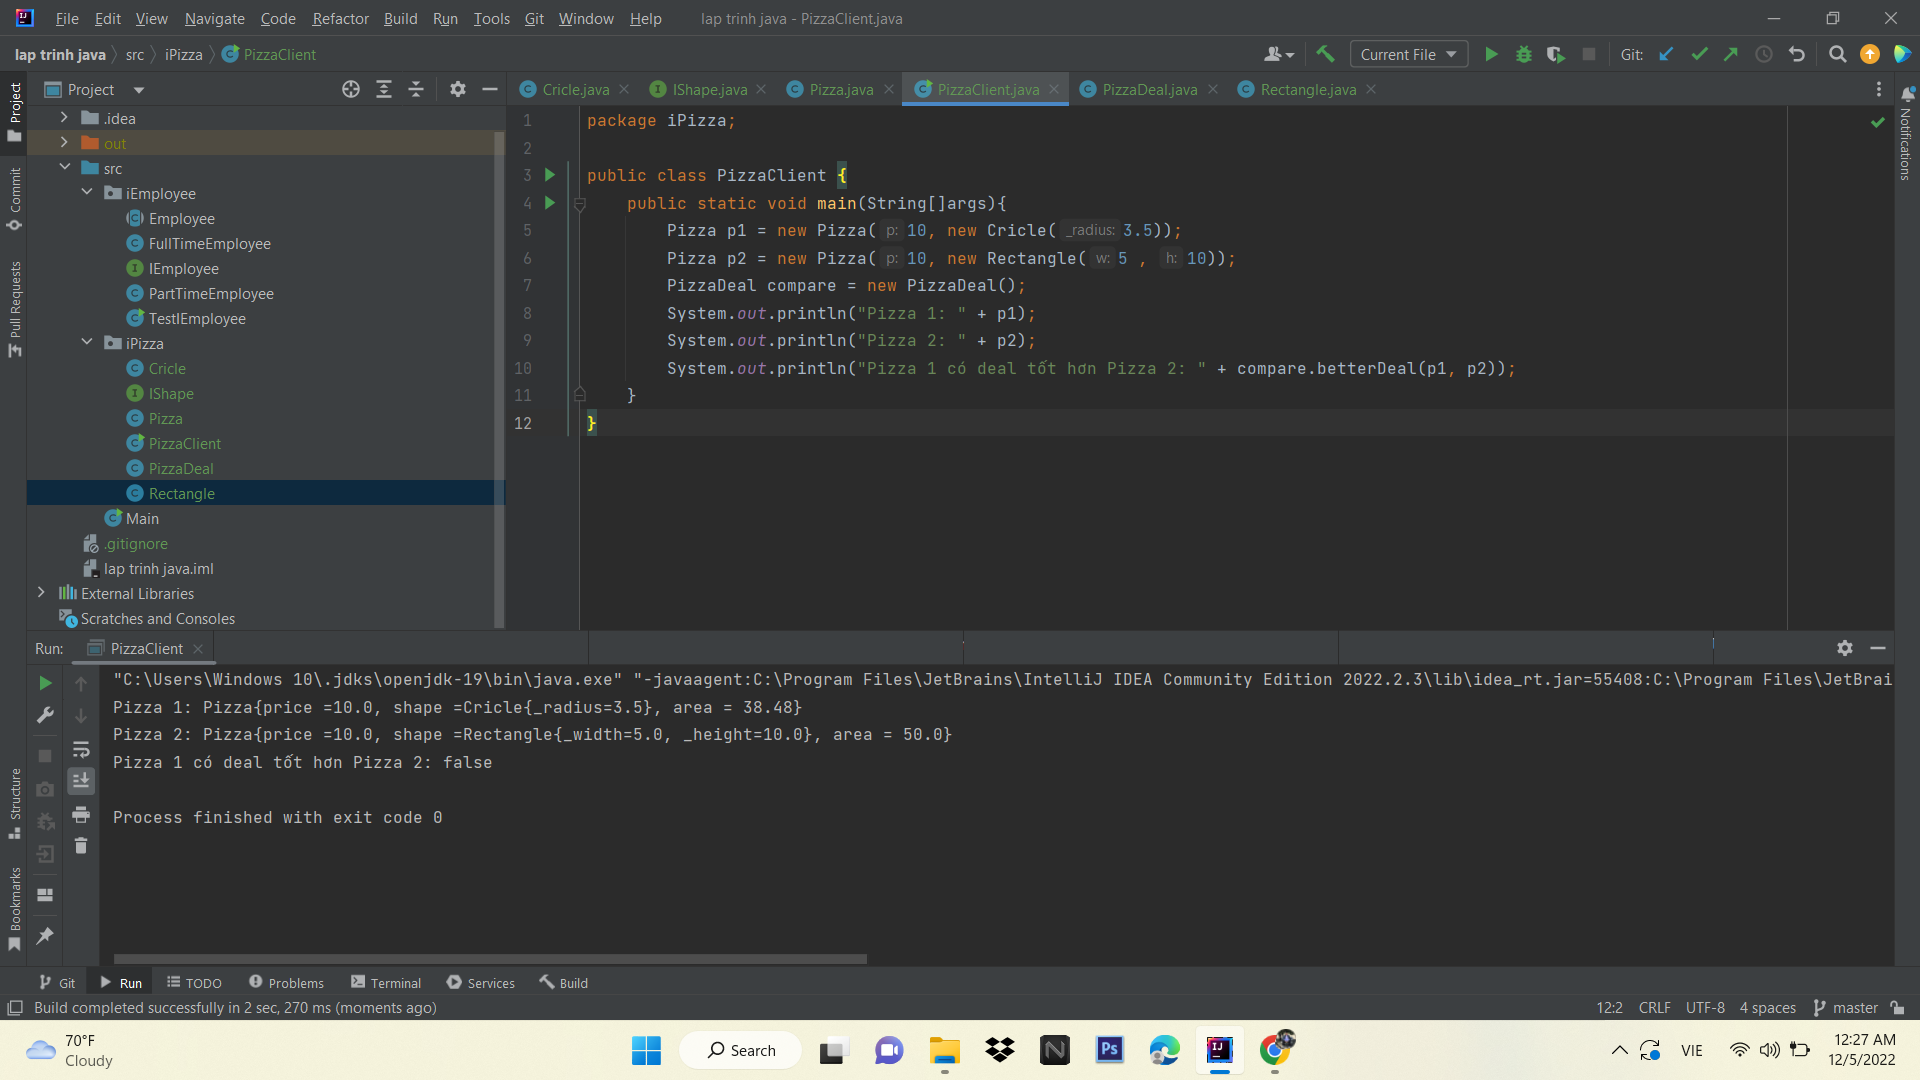 File Edit View Navigate Code Refactor Build Run Tools Git Window Help lap trinh java - PizzaClient.java
lap trinh java src iPizza PizzaClient
Current File Git:
Project
Cricle.java IShape.java Pizza.java PizzaClient.java PizzaDeal.java Rectangle.java
Project
Commit
Pull Requests
Structure
Bookmarks
Notifications
.idea
out
src
iEmployee
Employee
FullTimeEmployee
IEmployee
PartTimeEmployee
TestIEmployee
iPizza
Cricle
IShape
Pizza
PizzaClient
PizzaDeal
Rectangle
Main
.gitignore
lap trinh java.iml
External Libraries
Scratches and Consoles
1 package iPizza;
2
3 public class PizzaClient {
4 public static void main(String[]args){
5 Pizza p1 = new Pizza( p: 10, new Cricle( _radius: 3.5));
6 Pizza p2 = new Pizza( p: 10, new Rectangle( w: 5 , h: 10));
7 PizzaDeal compare = new PizzaDeal();
8 System.out.println("Pizza 1: " + p1);
9 System.out.println("Pizza 2: " + p2);
10 System.out.println("Pizza 1 có deal tốt hơn Pizza 2: " + compare.betterDeal(p1, p2));
11 }
12 }
Run: PizzaClient
"C:\Users\Windows 10\.jdks\openjdk-19\bin\java.exe" "-javaagent:C:\Program Files\JetBrains\IntelliJ IDEA Community Edition 2022.2.3\lib\idea_rt.jar=55408:C:\Program Files\JetBrai
Pizza 1: Pizza{price =10.0, shape =Cricle{_radius=3.5}, area = 38.48}
Pizza 2: Pizza{price =10.0, shape =Rectangle{_width=5.0, _height=10.0}, area = 50.0}
Pizza 1 có deal tốt hơn Pizza 2: false
Process finished with exit code 0
Git Run TODO Problems Terminal Services Build
Build completed successfully in 2 sec, 270 ms (moments ago)
12:2 CRLF UTF-8 4 spaces master
70°F
Cloudy
Search
VIE
12:27 AM
12/5/2022